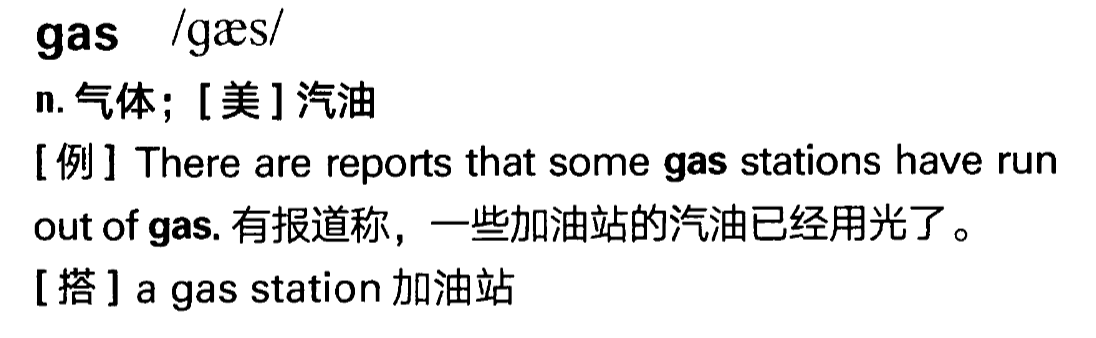 gas /gæs/
n. 气体；[美]汽油
[例] There are reports that some gas stations have run
out of gas. 有报道称，一些加油站的汽油已经用光了。
[搭] a gas station 加油站